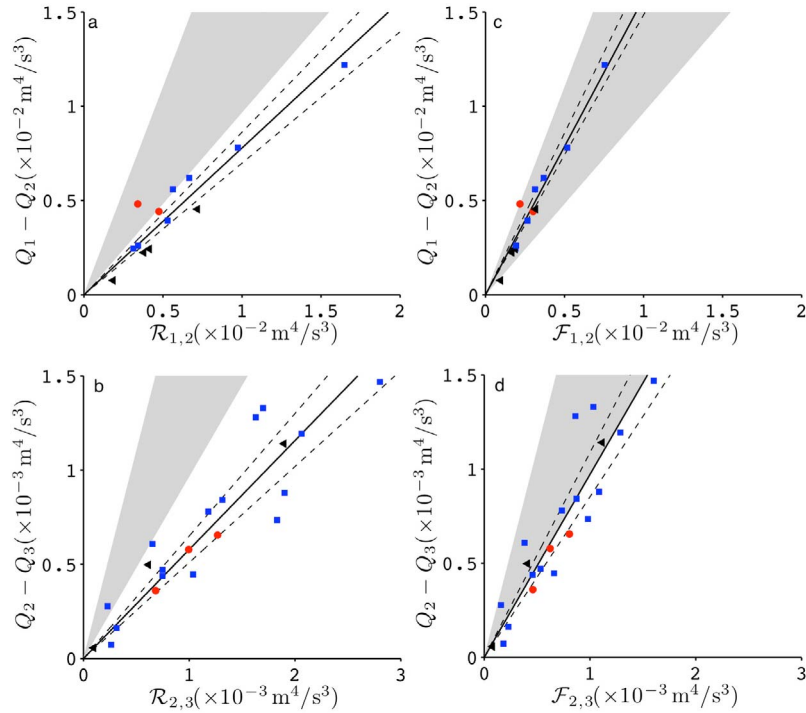 a
1.5
1
0.5
0
Q₁ − Q₂(×10⁻² m⁴/s³)
0 0.5 1 1.5 2
ℛ₁,₂(×10⁻² m⁴/s³)
c
1.5
1
0.5
0
Q₁ − Q₂(×10⁻² m⁴/s³)
0 0.5 1 1.5 2
ℱ₁,₂(×10⁻² m⁴/s³)
b
1.5
1
0.5
0
Q₂ − Q₃(×10⁻³ m⁴/s³)
0 1 2 3
ℛ₂,₃(×10⁻³ m⁴/s³)
d
1.5
1
0.5
0
Q₂ − Q₃(×10⁻³ m⁴/s³)
0 1 2 3
ℱ₂,₃(×10⁻³ m⁴/s³)